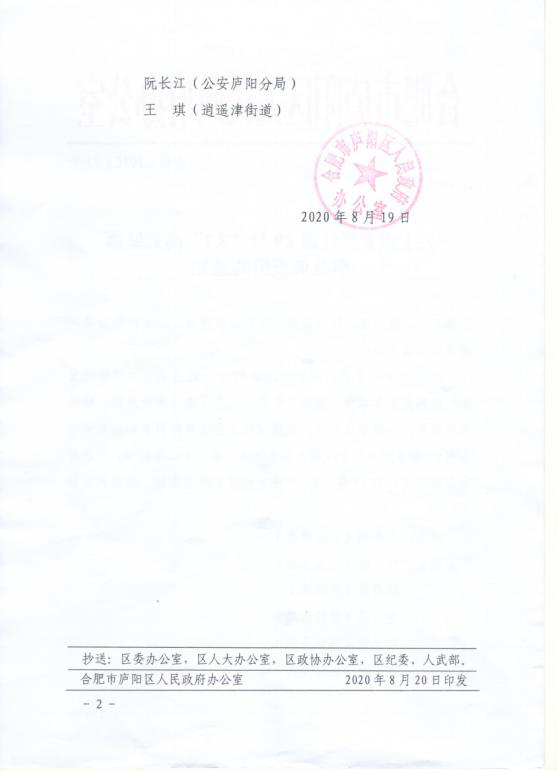 阮长江（公安庐阳分局）
王　琪（逍遥津街道）
合肥市庐阳区人民政府
办公室
2020年8月19日
抄送：区委办公室，区人大办公室，区政协办公室，区纪委、人武部。
合肥市庐阳区人民政府办公室　2020年8月20日印发
- 2 -